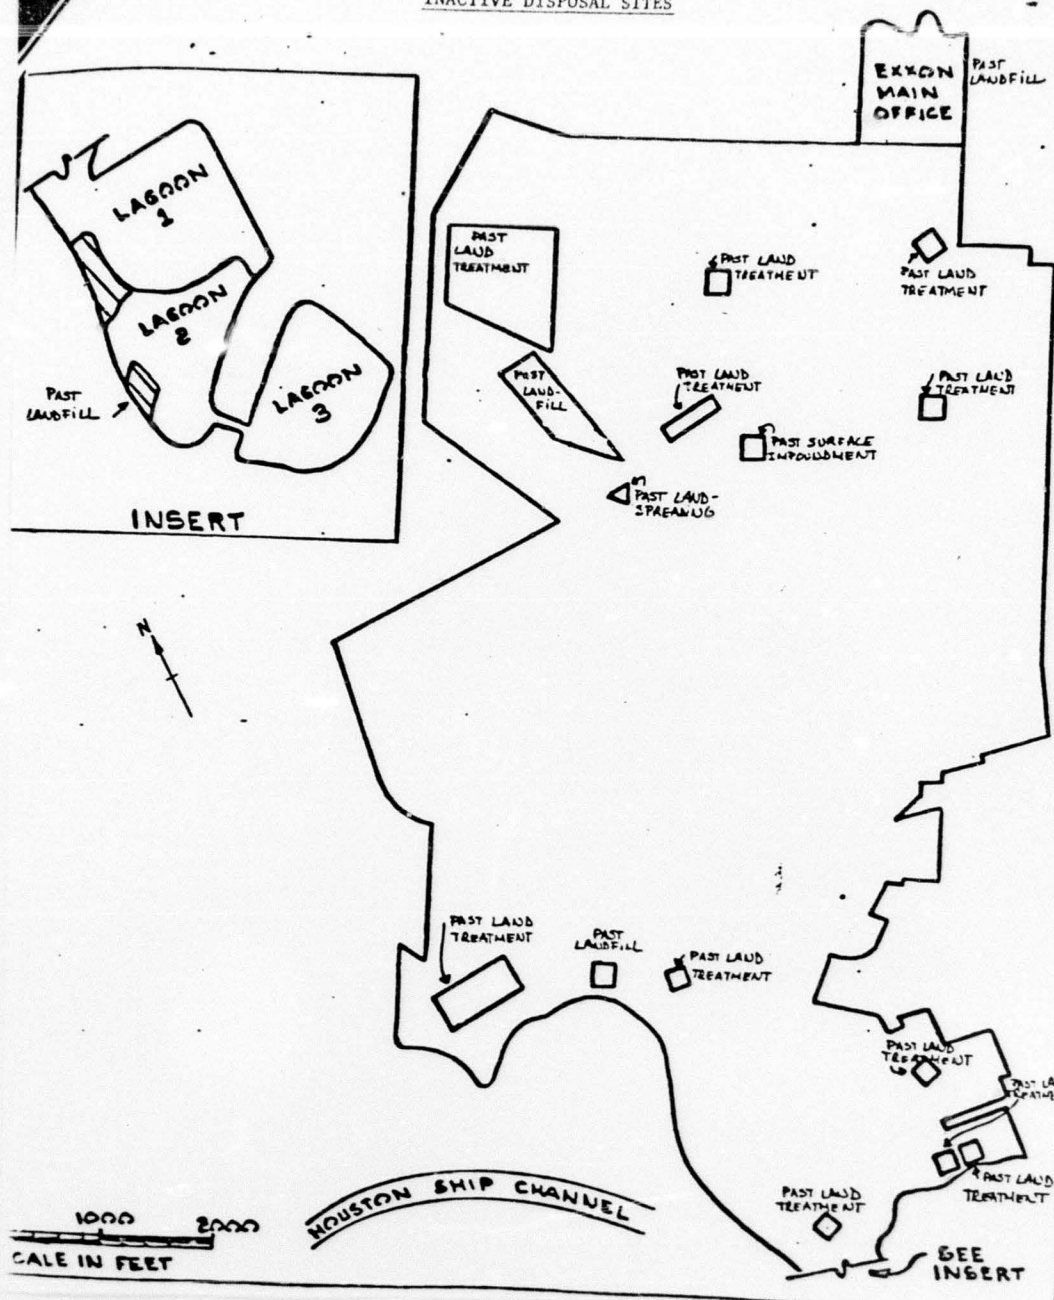 INACTIVE DISPOSAL SITES
EXXON
MAIN
OFFICE
PAST
LANDFILL
LAGOON
1
LAGOON
2
LAGOON
3
PAST
LANDFILL
INSERT
PAST
LAND
TREATMENT
PAST LAND
TREATMENT
PAST LAND
TREATMENT
PAST
LAND-
FILL
PAST LAND
TREATMENT
PAST LAND
TREATMENT
PAST SURFACE
IMPOUNDMENT
PAST LAND-
SPREADING
N
PAST LAND
TREATMENT
PAST
LANDFILL
PAST LAND
TREATMENT
PAST LAND
TREATMENT
PAST LA
TREATME
PAST LAND
TREATMENT
PAST LAND
TREATMENT
HOUSTON SHIP CHANNEL
1000 2000
CALE IN FEET
SEE
INSERT